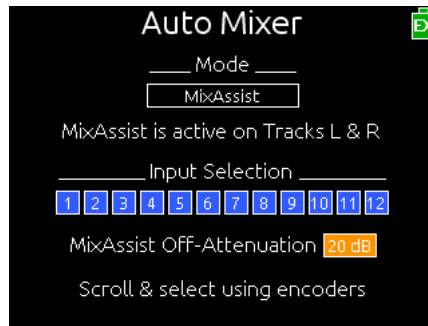 Auto Mixer
Mode
MixAssist
MixAssist is active on Tracks L & R
Input Selection
1 2 3 4 5 6 7 8 9 10 11 12
MixAssist Off-Attenuation 20 dB
Scroll & select using encoders